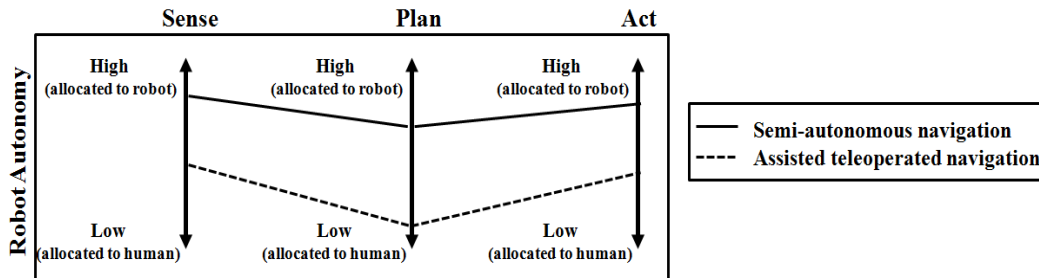 Sense Plan Act
Robot Autonomy
High High High
(allocated to robot) (allocated to robot) (allocated to robot)
Low Low Low
(allocated to human) (allocated to human) (allocated to human)
Semi-autonomous navigation
Assisted teleoperated navigation